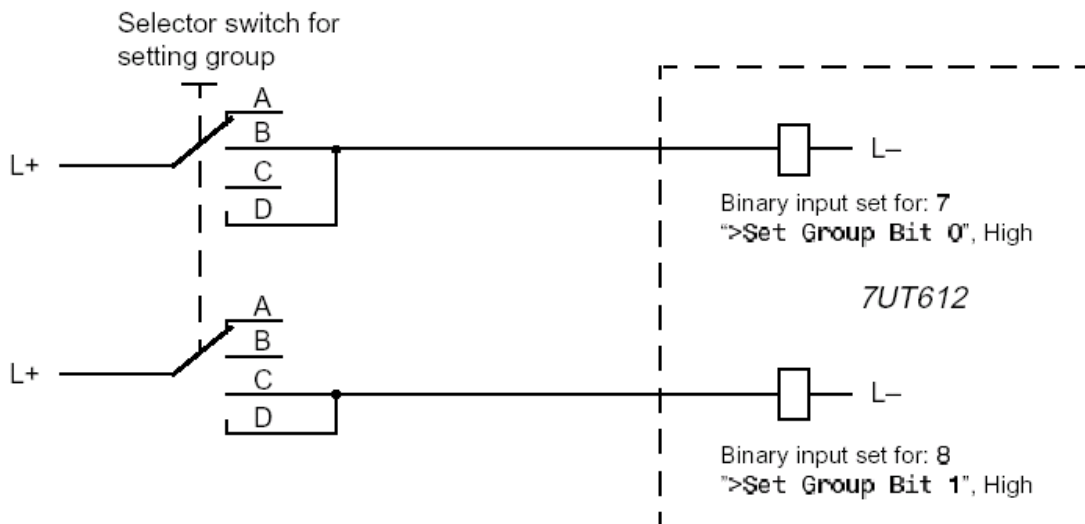 Selector switch for
setting group
A
B
L+
C
D
L–
Binary input set for: 7
“>Set Group Bit 0”, High
7UT612
A
B
L+
C
D
L–
Binary input set for: 8
”>Set Group Bit 1”, High